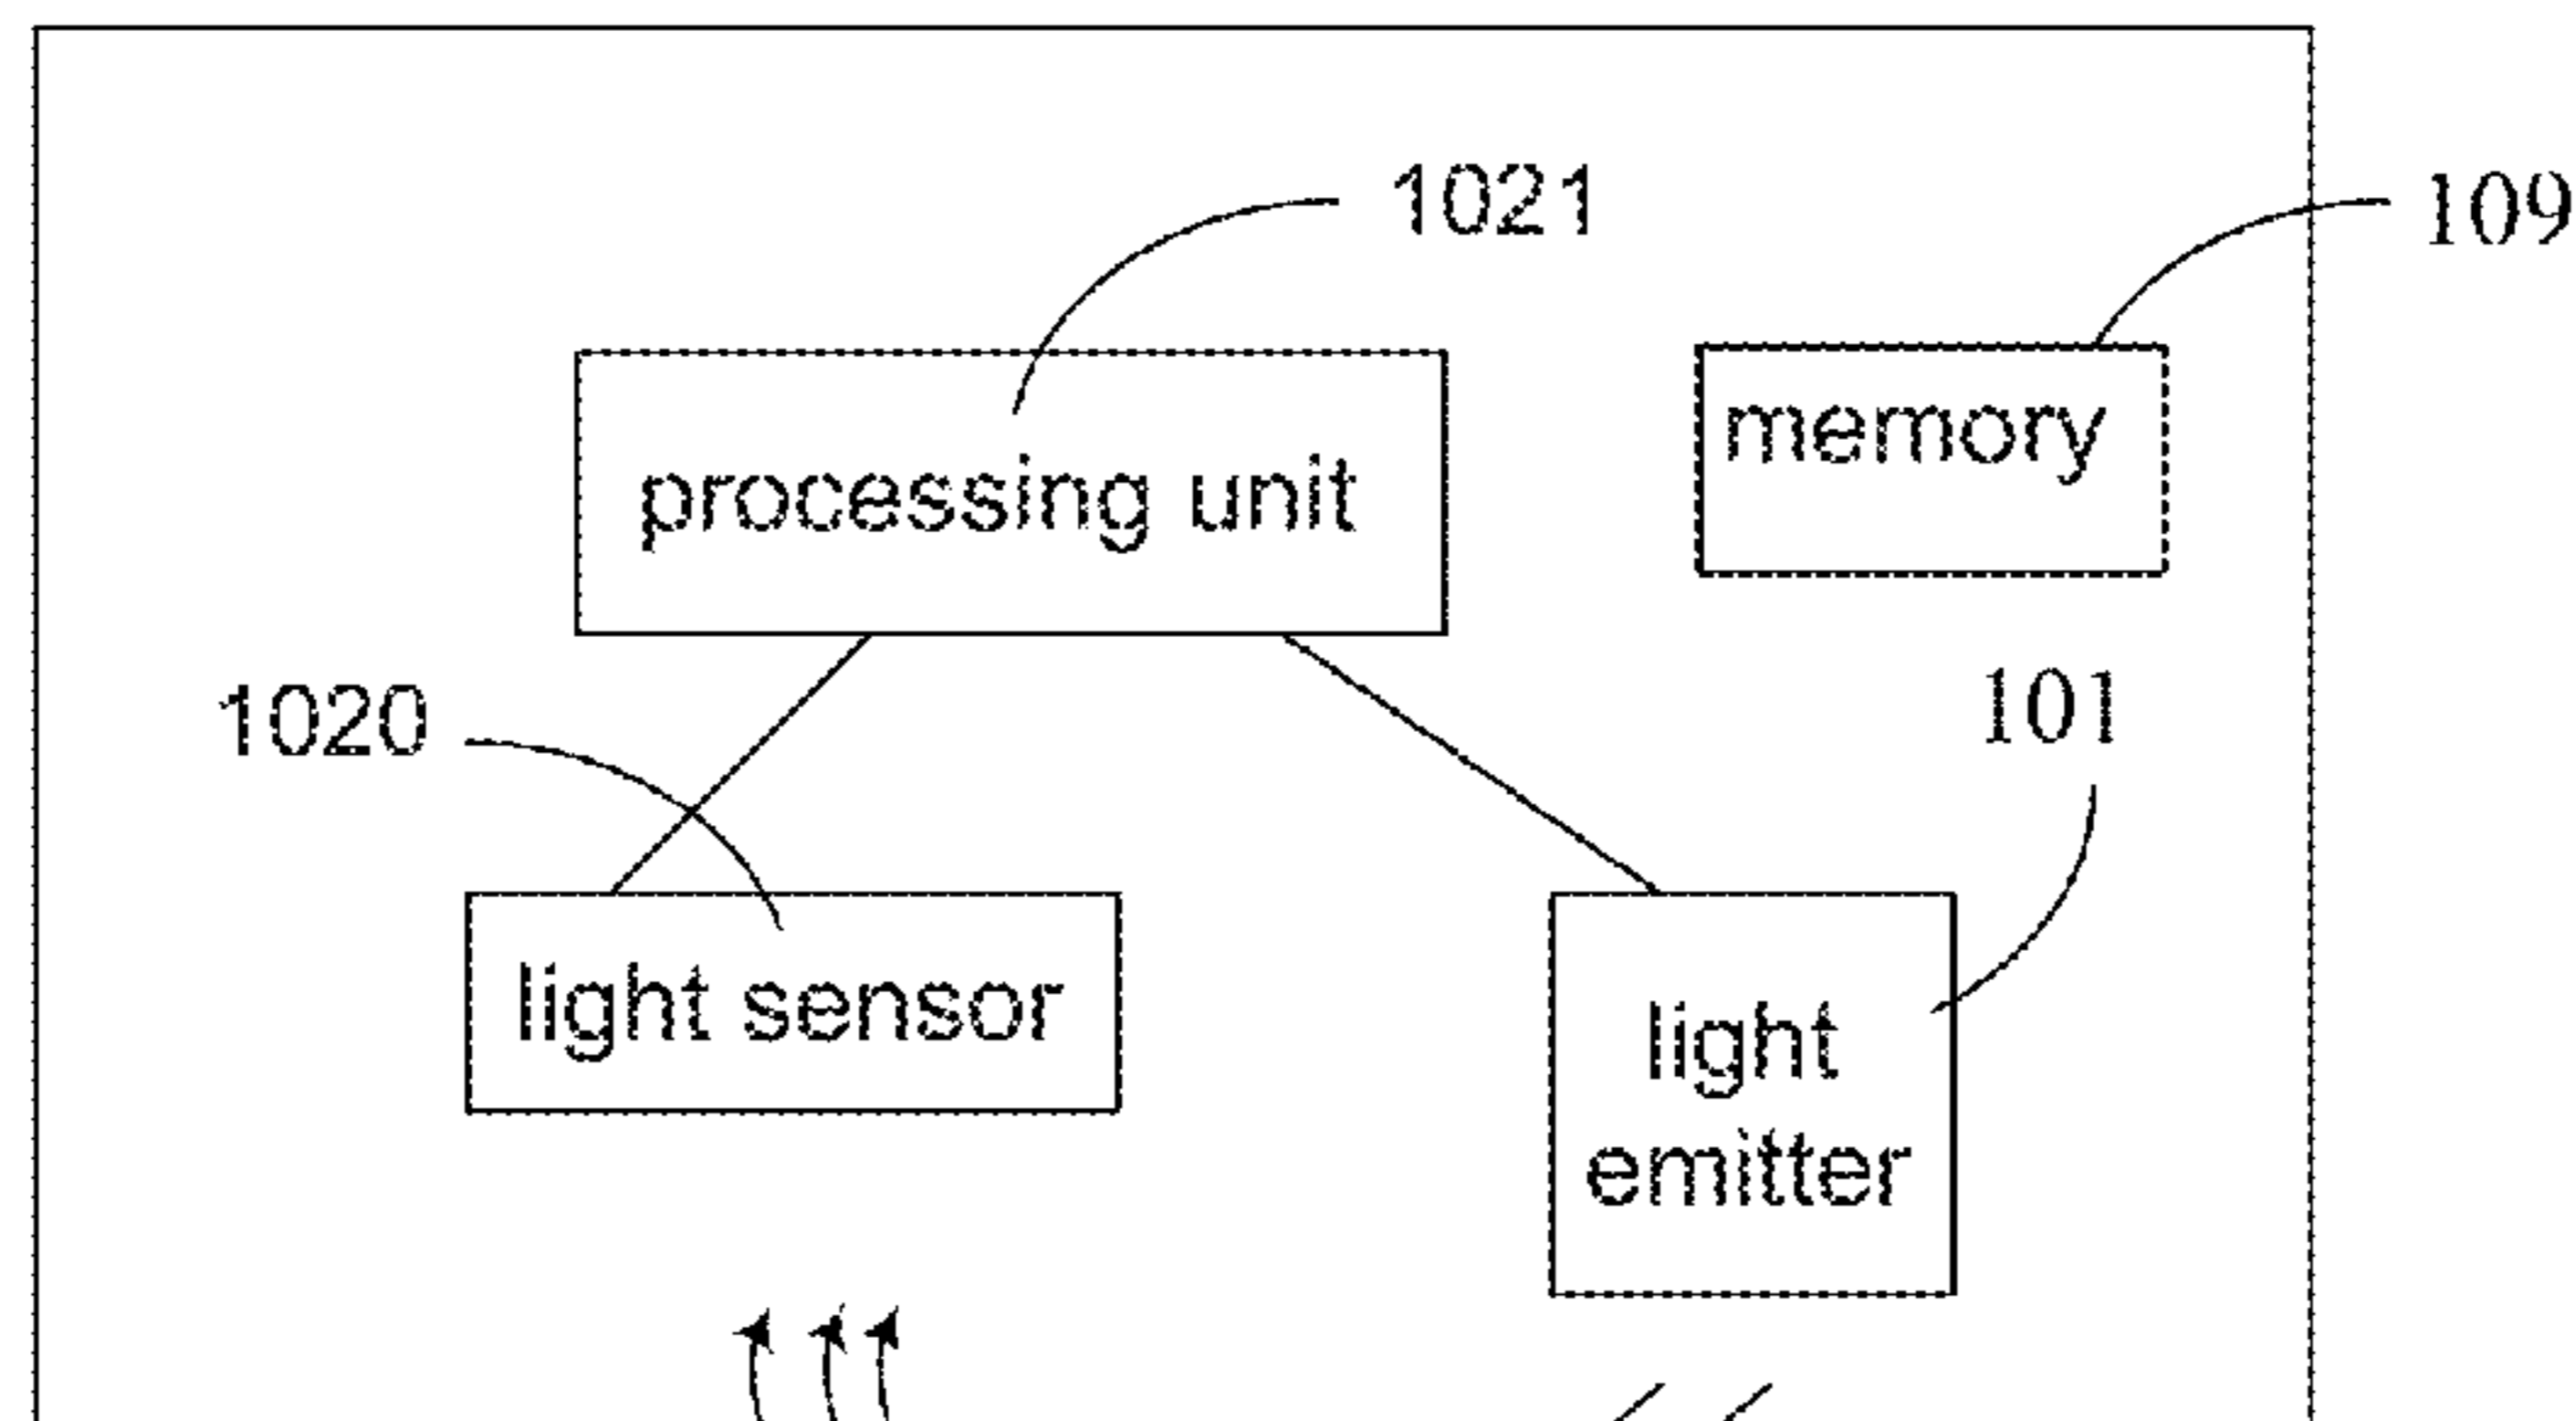 1021
109
memory
processing unit
1020
101
light sensor
light
emitter